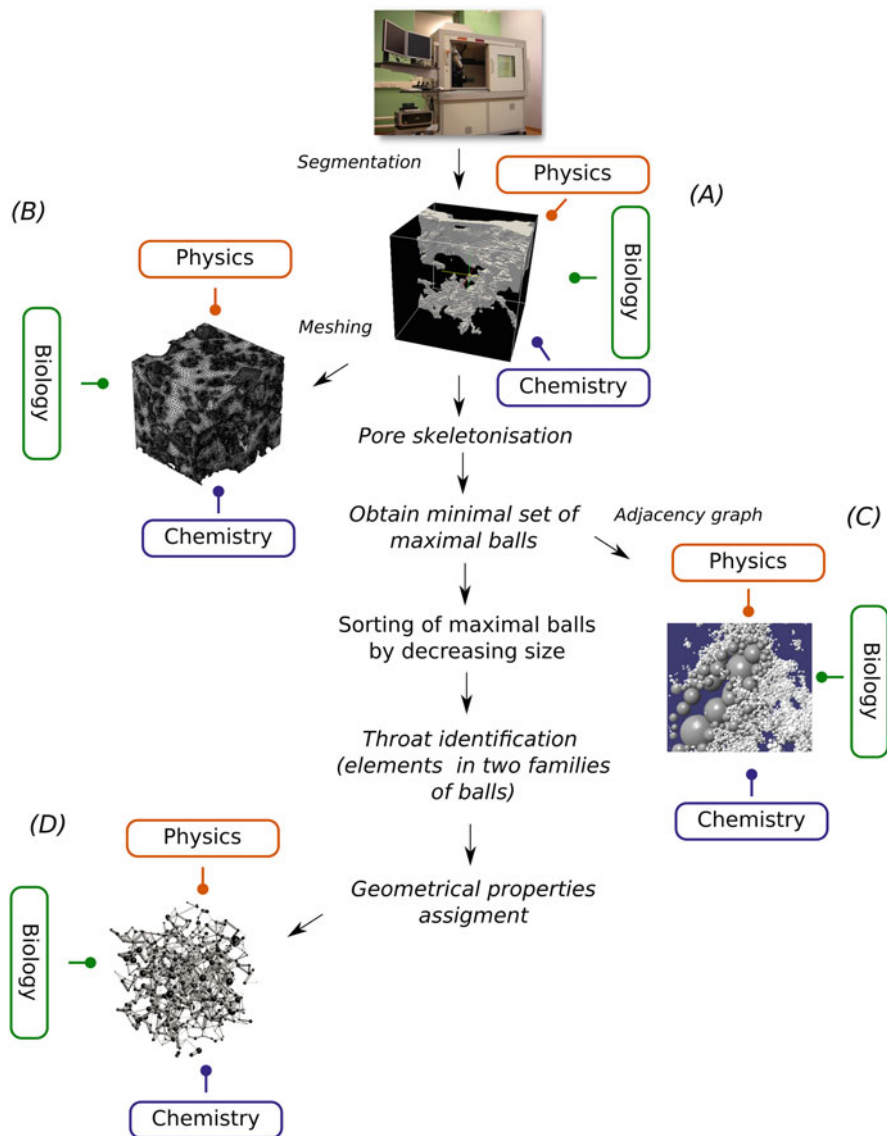 Segmentation
Physics
(A)
(B)
Biology
Physics
Biology
Meshing
Chemistry
Pore skeletonisation
Chemistry
Obtain minimal set of
maximal balls
Adjacency graph
(C)
Physics
Sorting of maximal balls
by decreasing size
Biology
Throat identification
(elements in two families
of balls)
Chemistry
(D)
Physics
Geometrical properties
assigment
Biology
Chemistry